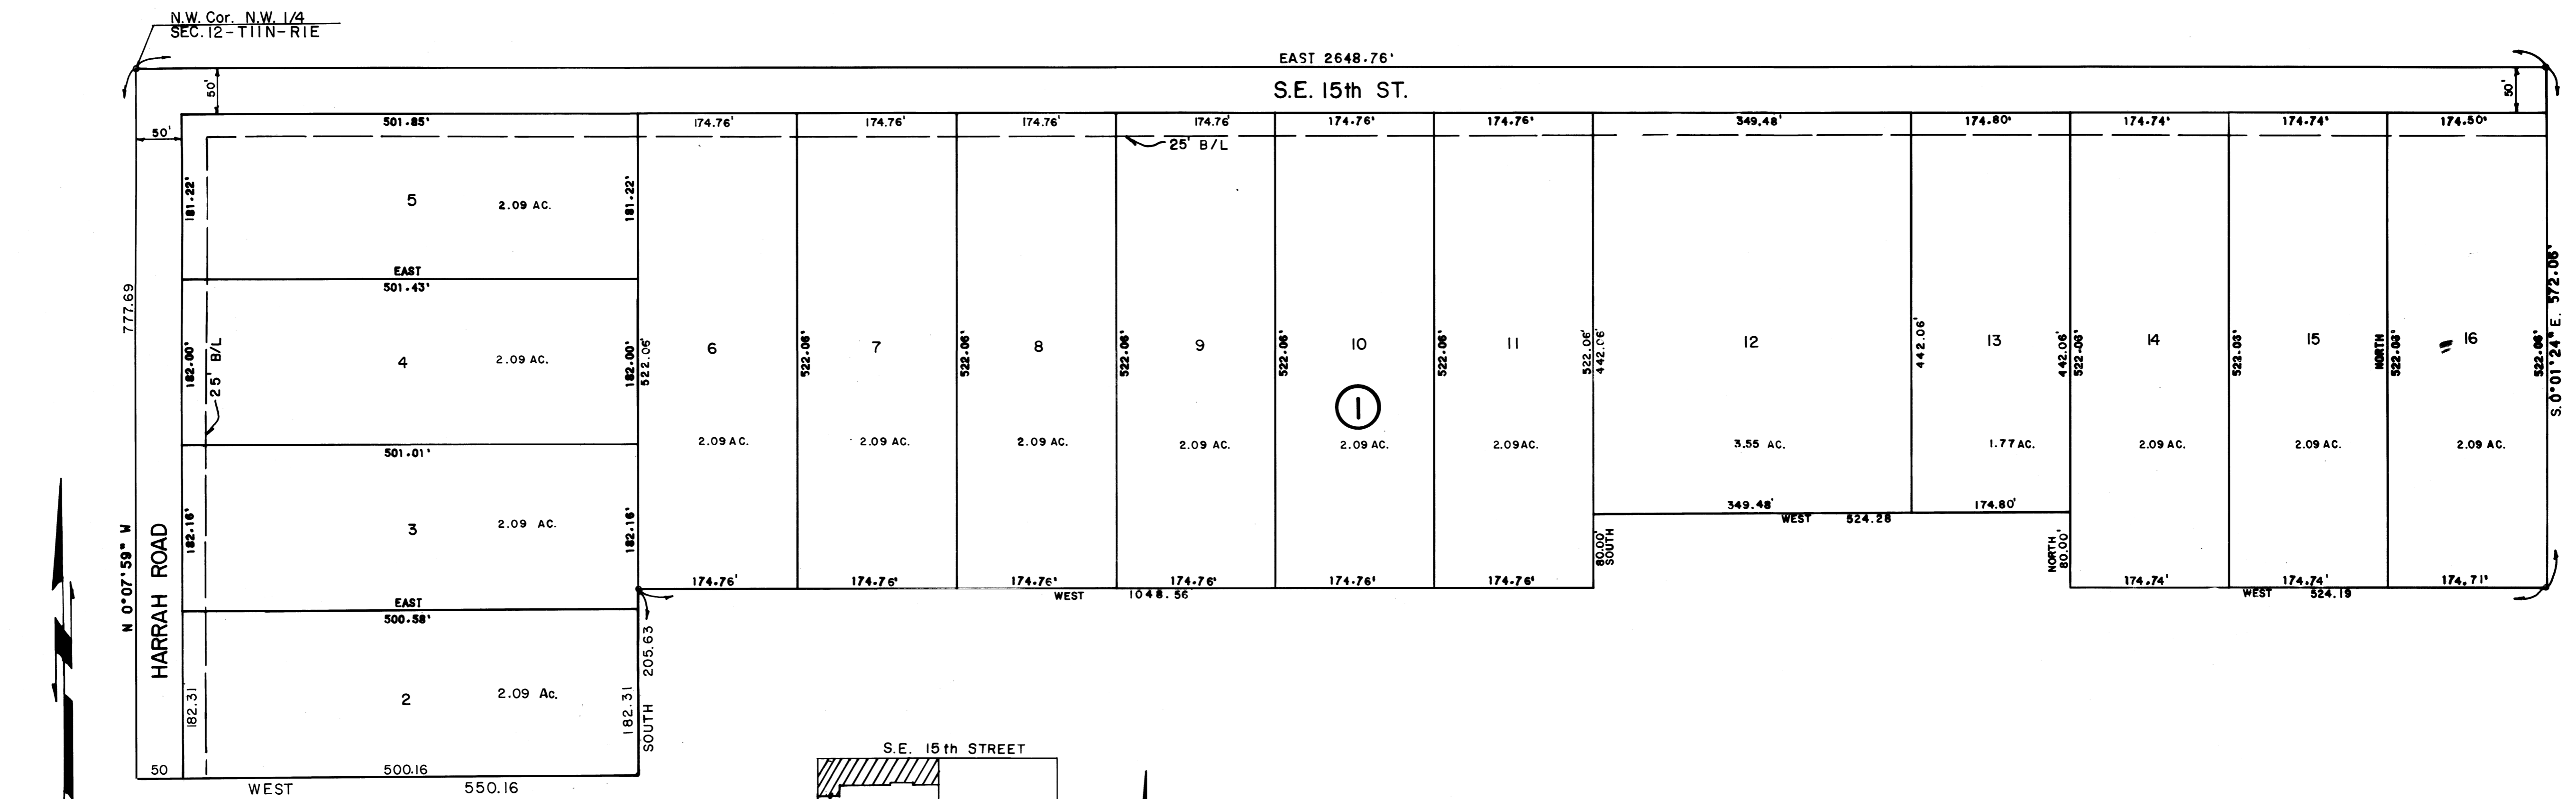 N.W. Cor. N.W. 1/4
SEC. 12-T11N-R1E
EAST 2648.76'
S.E. 15th ST.
50'
50'
50'
501.85'
174.76'
174.76'
174.76'
174.76'
174.76'
174.76'
349.48'
174.80'
174.74'
174.74'
174.50'
25' B/L
181.22'
5
2.09 AC.
181.22'
EAST
501.43'
777.69
182.00'
25' B/L
4
2.09 AC.
182.00'
522.06'
6
522.06'
7
522.06'
8
522.06'
9
522.06'
10
522.06'
11
522.06'
442.06'
12
442.06'
13
442.06'
522.03'
14
522.03'
15
NORTH
522.03'
16
522.06'
S. 0°01'24" E. 572.06'
1
2.09 AC.
2.09 AC.
2.09 AC.
2.09 AC.
2.09 AC.
2.09 AC.
3.55 AC.
1.77 AC.
2.09 AC.
2.09 AC.
2.09 AC.
501.01'
N 0°07'59" W
HARRAH ROAD
182.16'
3
2.09 AC.
182.16'
349.48'
174.80'
WEST 524.28
80.00'
SOUTH
NORTH
80.00'
174.76'
174.76'
174.76'
174.76'
174.76'
174.76'
174.74'
174.74'
174.71'
WEST 1048.56
WEST 524.19
EAST
500.58'
182.31'
2
2.09 Ac.
182.31
SOUTH 205.63
50
500.16
WEST 550.16
S.E. 15th STREET